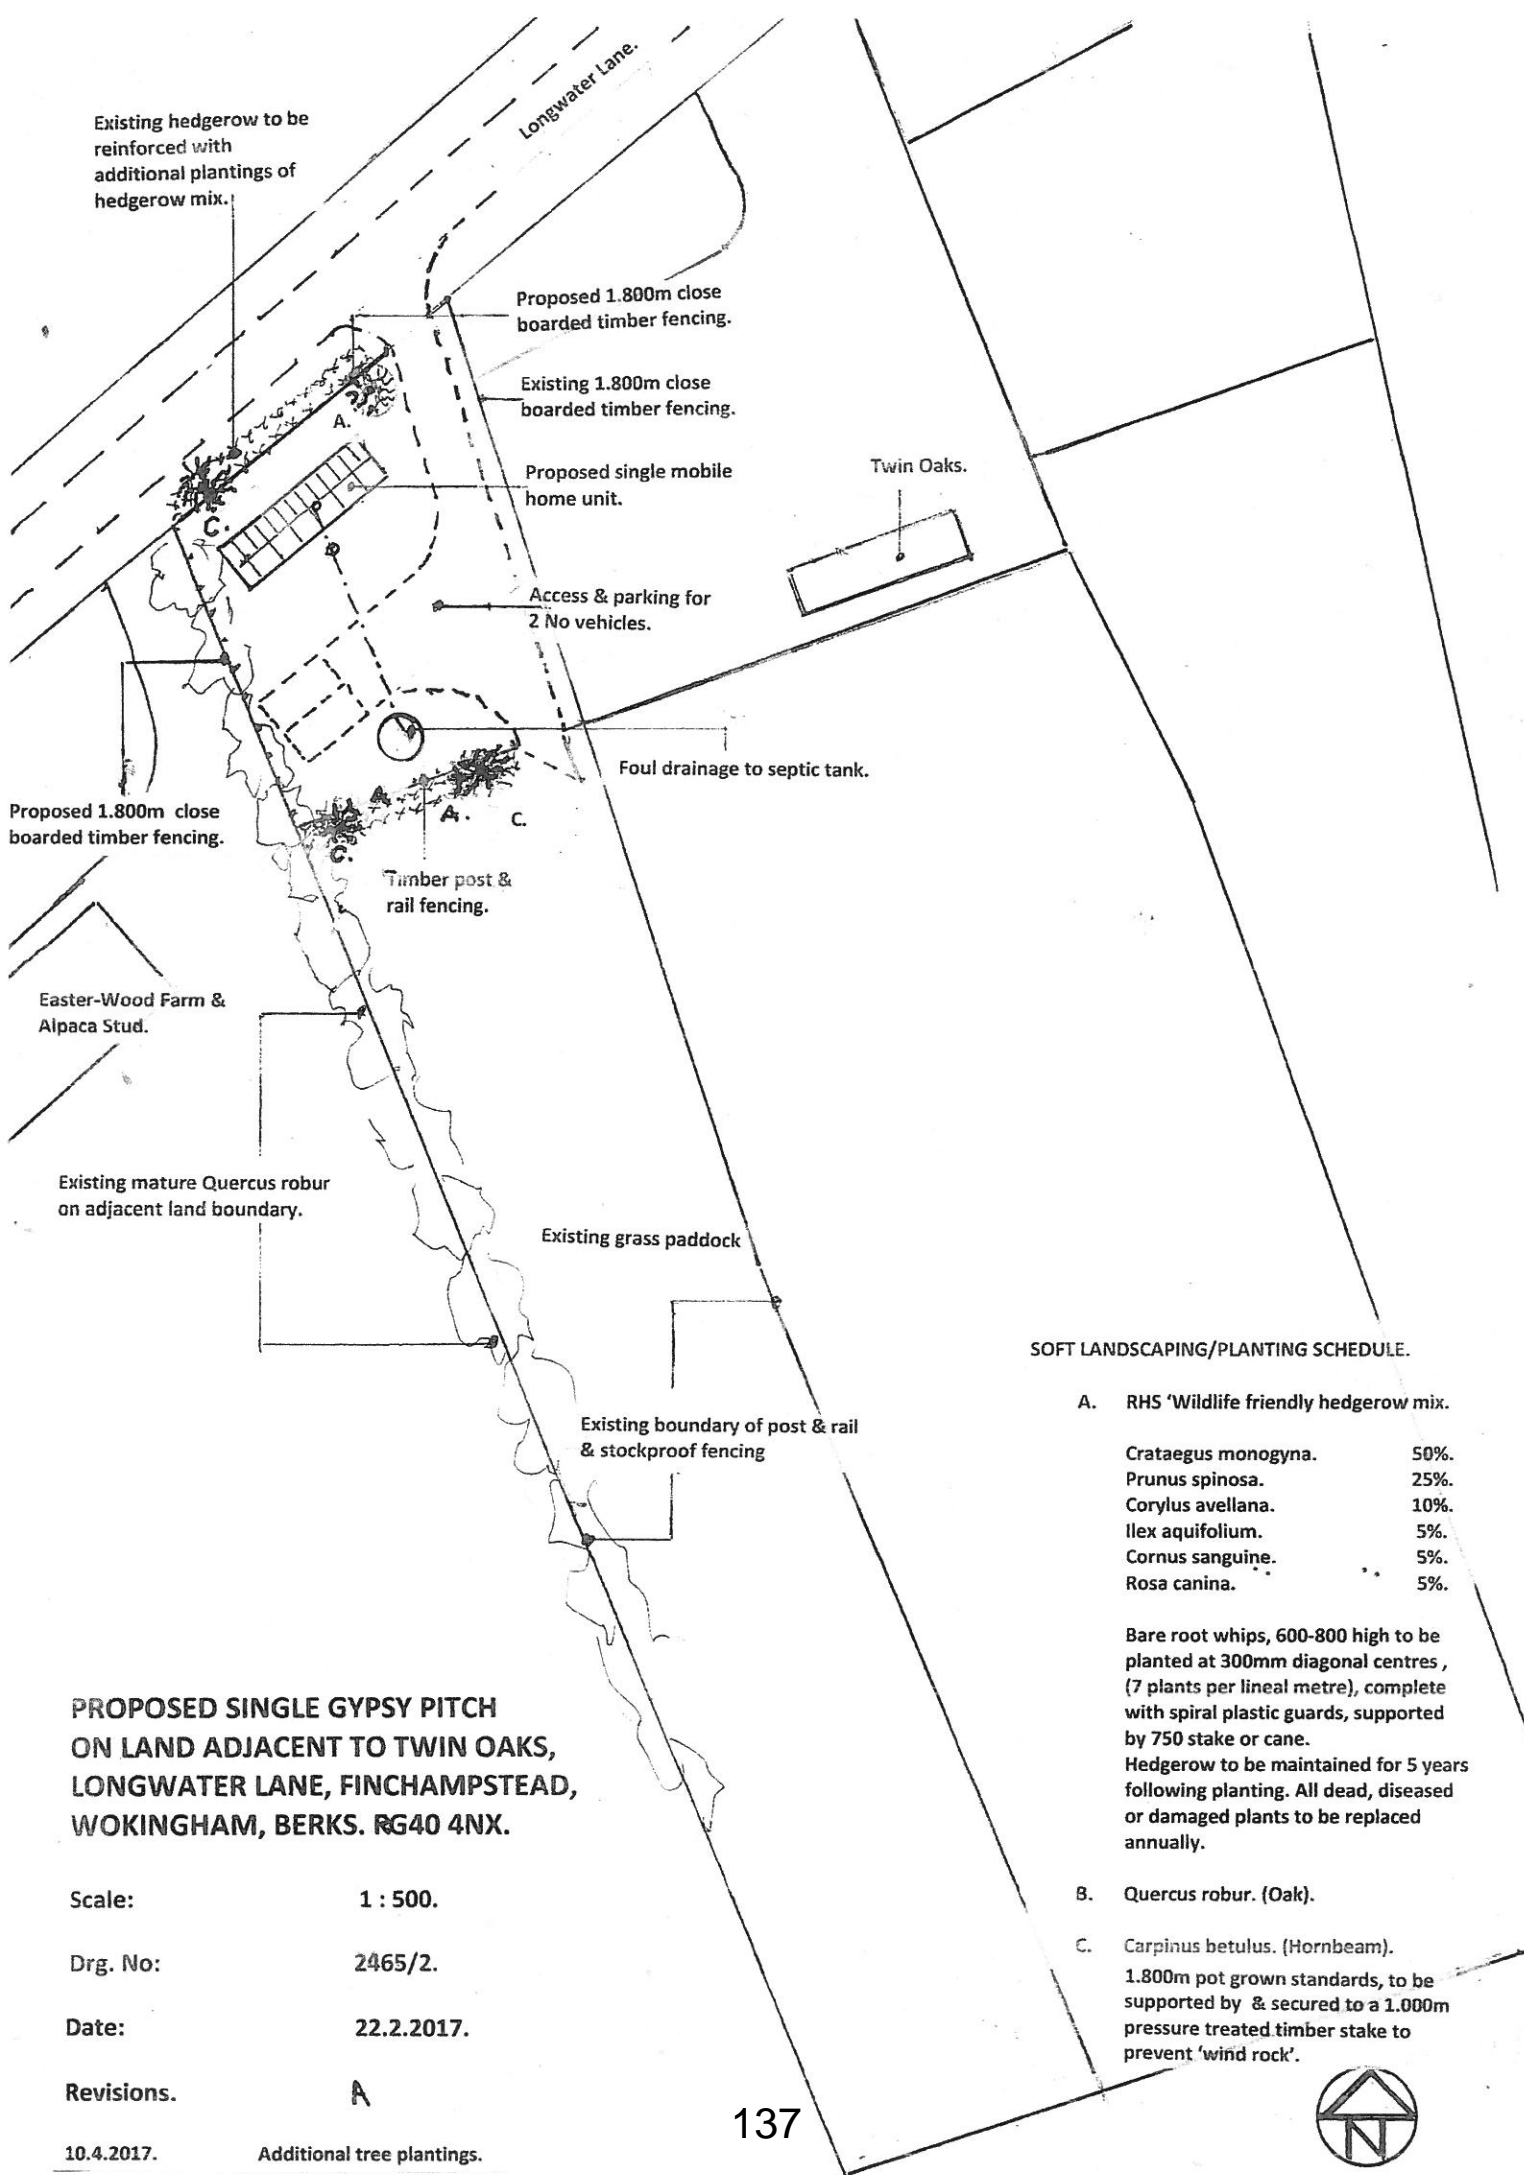 Longwater Lane.
Existing hedgerow to be
reinforced with
additional plantings of
hedgerow mix.
Proposed 1.800m close
boarded timber fencing.
Existing 1.800m close
boarded timber fencing.
A.
Proposed single mobile
home unit.
Twin Oaks.
C.
Access & parking for
2 No vehicles.
Foul drainage to septic tank.
Proposed 1.800m close
boarded timber fencing.
A.
A.
C.
C.
Timber post &
rail fencing.
Easter-Wood Farm &
Alpaca Stud.
Existing mature Quercus robur
on adjacent land boundary.
Existing grass paddock
Existing boundary of post & rail
& stockproof fencing
SOFT LANDSCAPING/PLANTING SCHEDULE.
A. RHS ‘Wildlife friendly hedgerow mix.
Crataegus monogyna. 50%.
Prunus spinosa. 25%.
Corylus avellana. 10%.
Ilex aquifolium. 5%.
Cornus sanguine. 5%.
Rosa canina. 5%.
Bare root whips, 600-800 high to be
planted at 300mm diagonal centres ,
(7 plants per lineal metre), complete
with spiral plastic guards, supported
by 750 stake or cane.
Hedgerow to be maintained for 5 years
following planting. All dead, diseased
or damaged plants to be replaced
annually.
B. Quercus robur. (Oak).
C. Carpinus betulus. (Hornbeam).
1.800m pot grown standards, to be
supported by & secured to a 1.000m
pressure treated timber stake to
prevent ‘wind rock’.
PROPOSED SINGLE GYPSY PITCH
ON LAND ADJACENT TO TWIN OAKS,
LONGWATER LANE, FINCHAMPSTEAD,
WOKINGHAM, BERKS. RG40 4NX.
Scale: 1 : 500.
Drg. No: 2465/2.
Date: 22.2.2017.
Revisions. A
10.4.2017. Additional tree plantings.
137
N